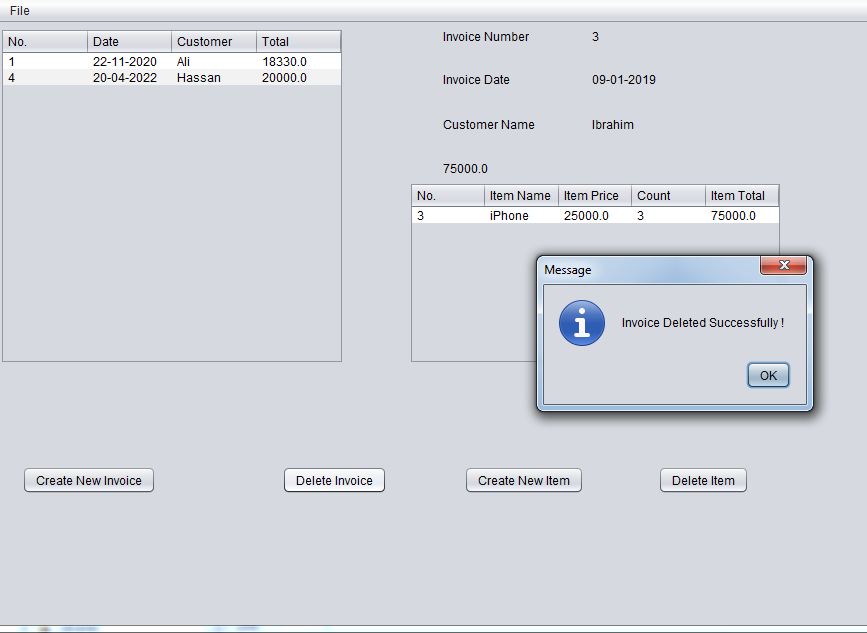 File
No. Date Customer Total
1 22-11-2020 Ali 18330.0
4 20-04-2022 Hassan 20000.0
Invoice Number 3
Invoice Date 09-01-2019
Customer Name Ibrahim
75000.0
No. Item Name Item Price Count Item Total
3 iPhone 25000.0 3 75000.0
Message
Invoice Deleted Successfully !
OK
Create New Invoice Delete Invoice Create New Item Delete Item